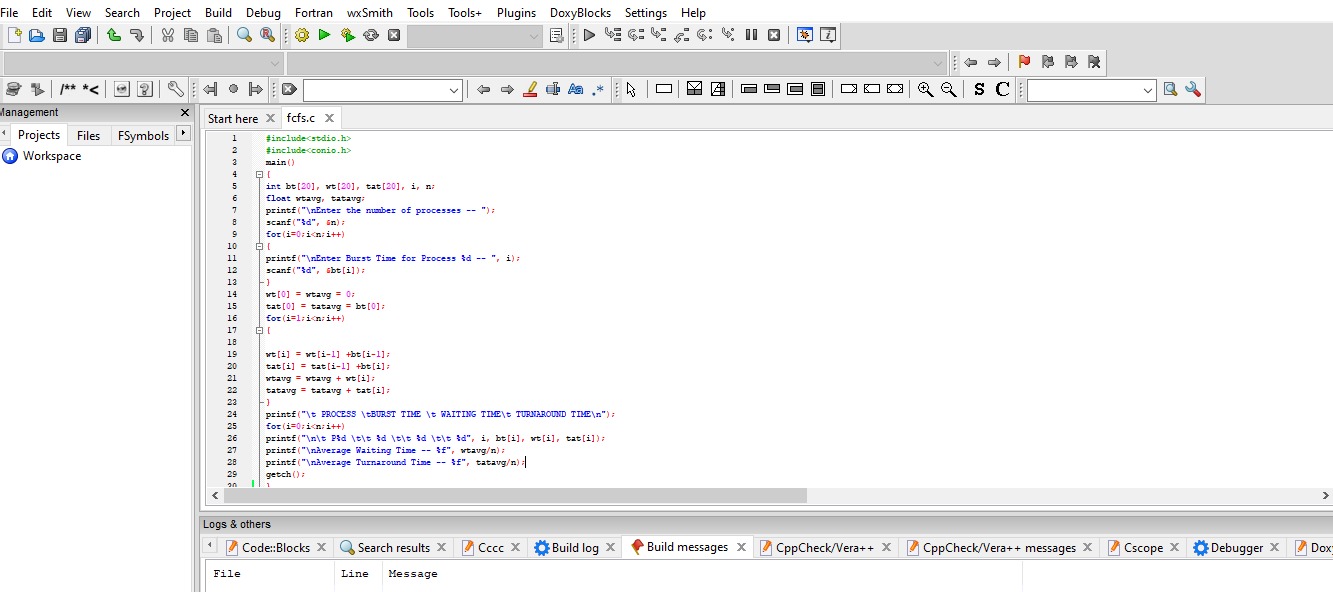 File Edit View Search Project Build Debug Fortran wxSmith Tools Tools+ Plugins DoxyBlocks Settings Help
/** *<
Aa .*
S C
Management
Projects Files FSymbols
Workspace
Start here fcfs.c
1 #include<stdio.h>
2 #include<conio.h>
3 main()
4 {
5 int bt[20], wt[20], tat[20], i, n;
6 float wtavg, tatavg;
7 printf("\nEnter the number of processes -- ");
8 scanf("%d", &n);
9 for(i=0;i<n;i++)
10 {
11 printf("\nEnter Burst Time for Process %d -- ", i);
12 scanf("%d", &bt[i]);
13 }
14 wt[0] = wtavg = 0;
15 tat[0] = tatavg = bt[0];
16 for(i=1;i<n;i++)
17 {
18
19 wt[i] = wt[i-1] +bt[i-1];
20 tat[i] = tat[i-1] +bt[i];
21 wtavg = wtavg + wt[i];
22 tatavg = tatavg + tat[i];
23 }
24 printf("\t PROCESS \tBURST TIME \t WAITING TIME\t TURNAROUND TIME\n");
25 for(i=0;i<n;i++)
26 printf("\n\t P%d \t\t %d \t\t %d \t\t %d", i, bt[i], wt[i], tat[i]);
27 printf("\nAverage Waiting Time -- %f", wtavg/n);
28 printf("\nAverage Turnaround Time -- %f", tatavg/n);
29 getch();
30 }
Logs & others
Code::Blocks Search results Cccc Build log Build messages CppCheck/Vera++ CppCheck/Vera++ messages Cscope Debugger Doxy
File Line Message